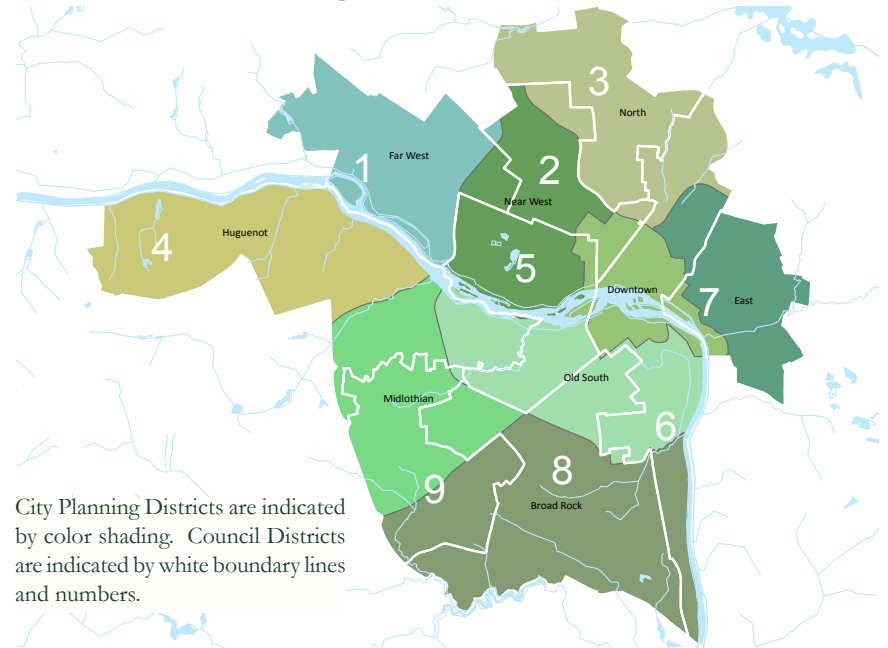 3
North
Far West
1
2
Near West
Huguenot
4
5
Downtown
7
East
Old South
Midlothian
6
8
9
Broad Rock
City Planning Districts are indicated
by color shading. Council Districts
are indicated by white boundary lines
and numbers.